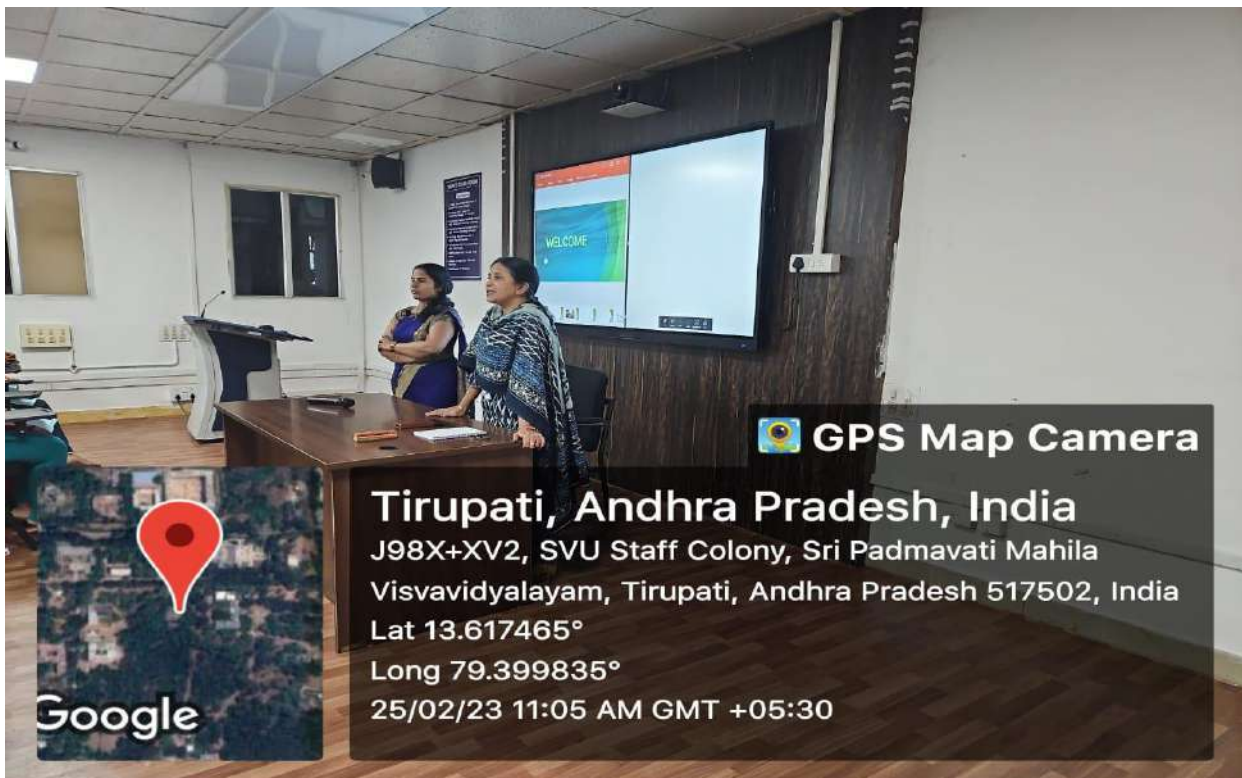 WELCOME
GPS Map Camera
Tirupati, Andhra Pradesh, India
J98X+XV2, SVU Staff Colony, Sri Padmavati Mahila
Visvavidyalayam, Tirupati, Andhra Pradesh 517502, India
Lat 13.617465°
Long 79.399835°
25/02/23 11:05 AM GMT +05:30
Google